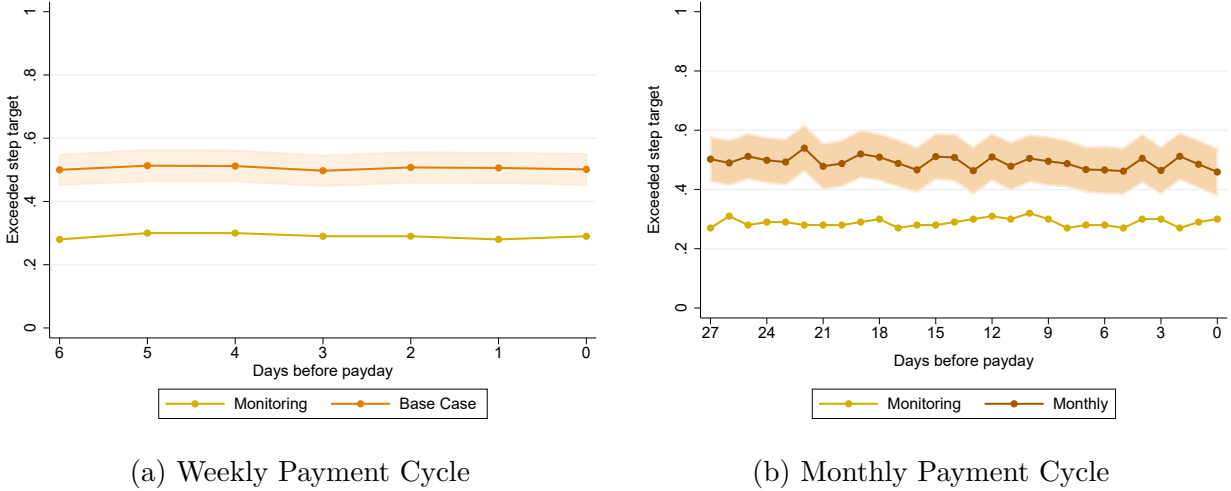 Exceeded step target
1
.8
.6
.4
.2
0
6 5 4 3 2 1 0
Days before payday
Monitoring Base Case
(a) Weekly Payment Cycle
Exceeded step target
1
.8
.6
.4
.2
0
27 24 21 18 15 12 9 6 3 0
Days before payday
Monitoring Monthly
(b) Monthly Payment Cycle